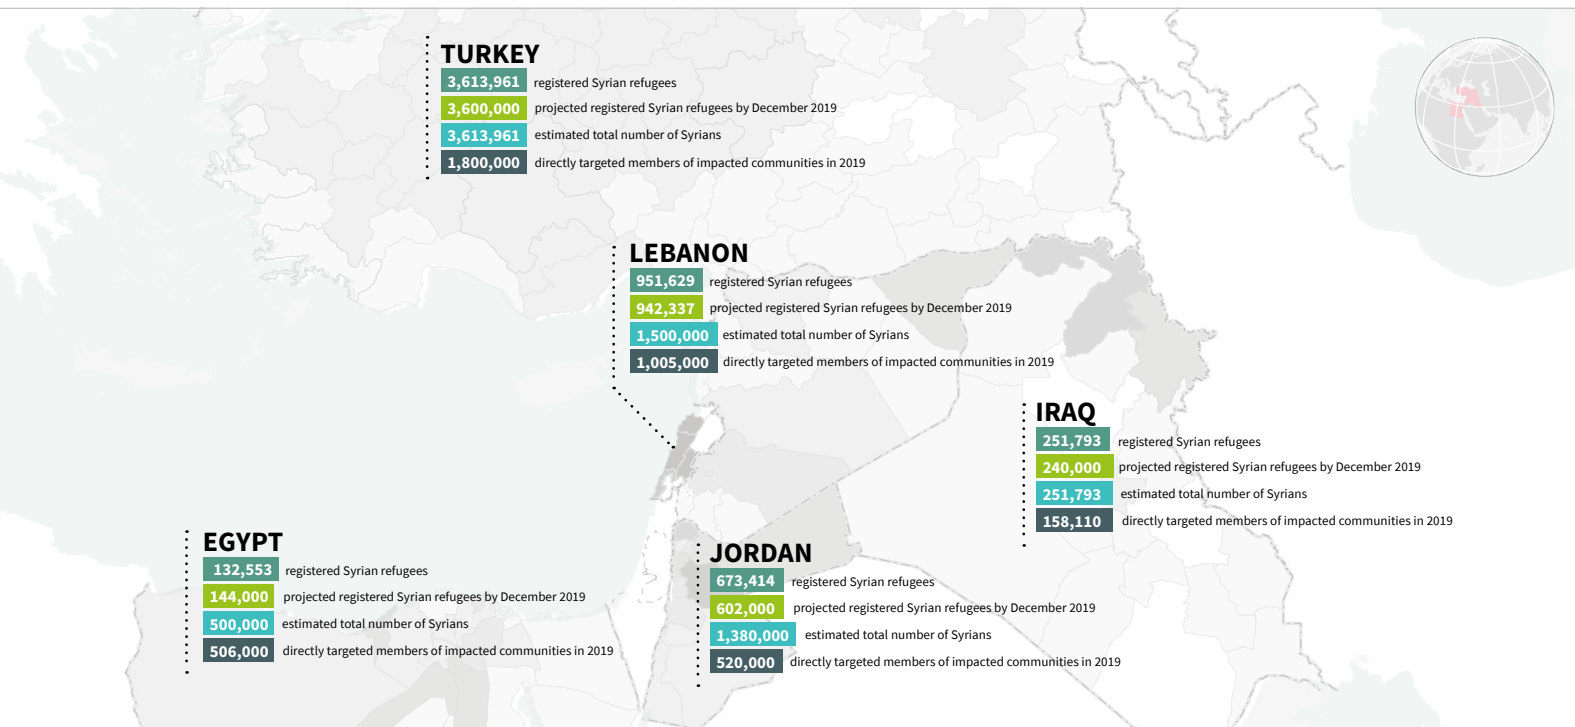 TURKEY
3,613,961 registered Syrian refugees
3,600,000 projected registered Syrian refugees by December 2019
3,613,961 estimated total number of Syrians
1,800,000 directly targeted members of impacted communities in 2019
LEBANON
951,629 registered Syrian refugees
942,337 projected registered Syrian refugees by December 2019
1,500,000 estimated total number of Syrians
1,005,000 directly targeted members of impacted communities in 2019
IRAQ
251,793 registered Syrian refugees
240,000 projected registered Syrian refugees by December 2019
251,793 estimated total number of Syrians
158,110 directly targeted members of impacted communities in 2019
EGYPT
132,553 registered Syrian refugees
144,000 projected registered Syrian refugees by December 2019
500,000 estimated total number of Syrians
506,000 directly targeted members of impacted communities in 2019
JORDAN
673,414 registered Syrian refugees
602,000 projected registered Syrian refugees by December 2019
1,380,000 estimated total number of Syrians
520,000 directly targeted members of impacted communities in 2019